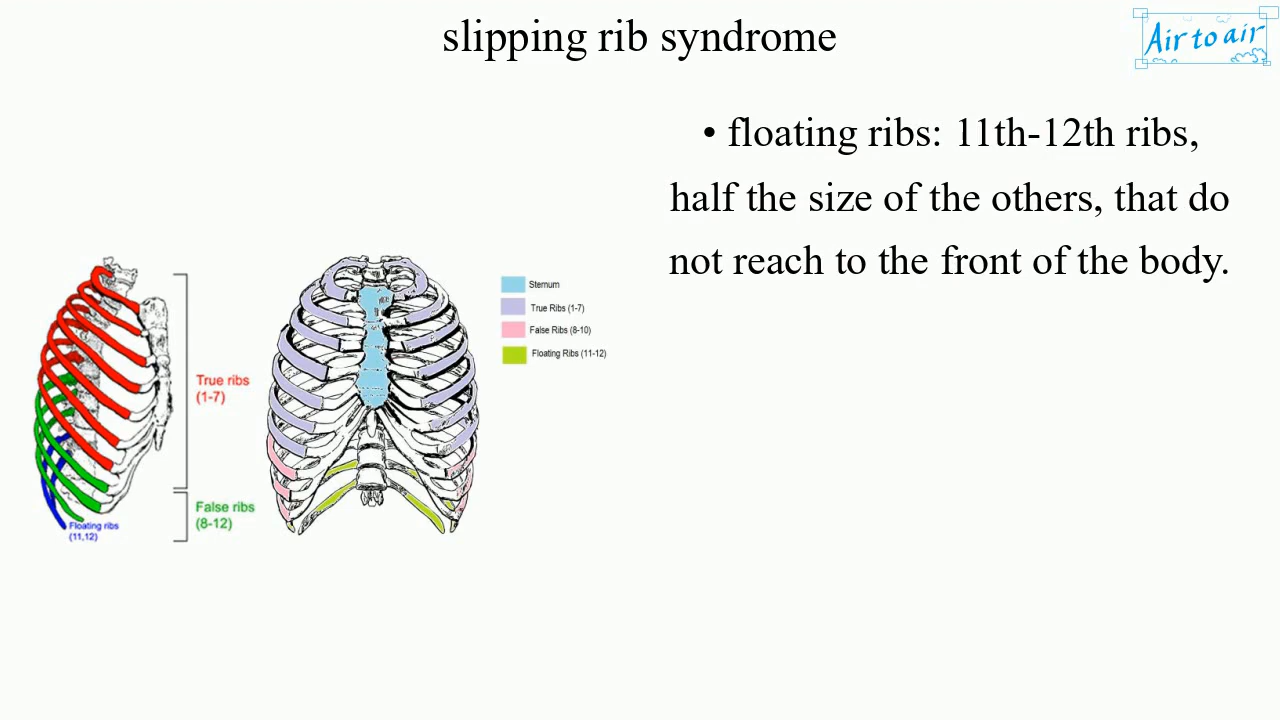 slipping rib syndrome
Air to air
• floating ribs: 11th-12th ribs,
half the size of the others, that do
not reach to the front of the body.
True ribs
(1-7)
False ribs
(8-12)
Floating ribs
(11,12)
Sternum
True Ribs (1-7)
False Ribs (8-10)
Floating Ribs (11-12)